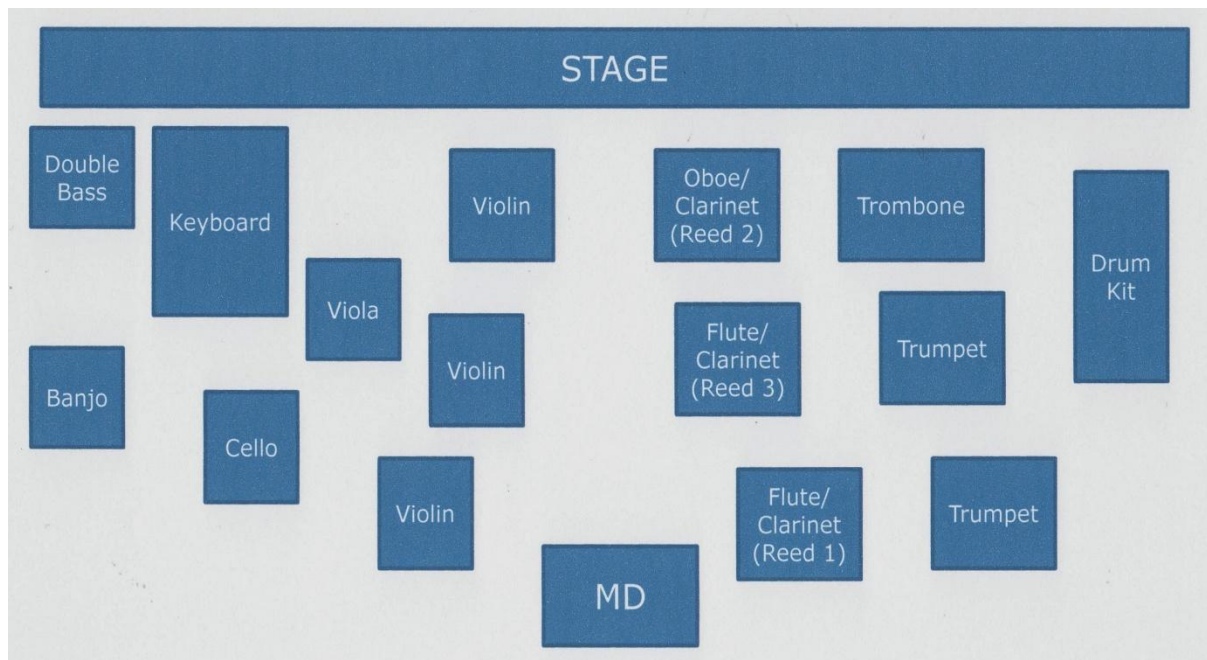 STAGE
Double
Bass
Keyboard
Violin
Oboe/
Clarinet
(Reed 2)
Trombone
Drum
Kit
Viola
Violin
Flute/
Clarinet
(Reed 3)
Trumpet
Banjo
Cello
Violin
Flute/
Clarinet
(Reed 1)
Trumpet
MD